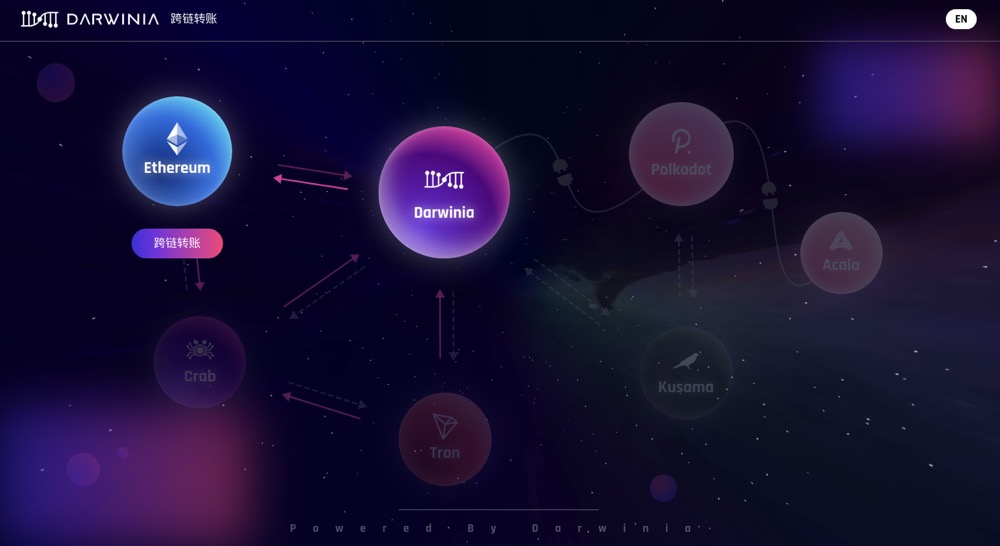 DARWINIA 跨链转账
EN
Ethereum
跨链转账
Darwinia
Polkadot
Acala
Crab
Kusama
Tron
Powered By Darwinia